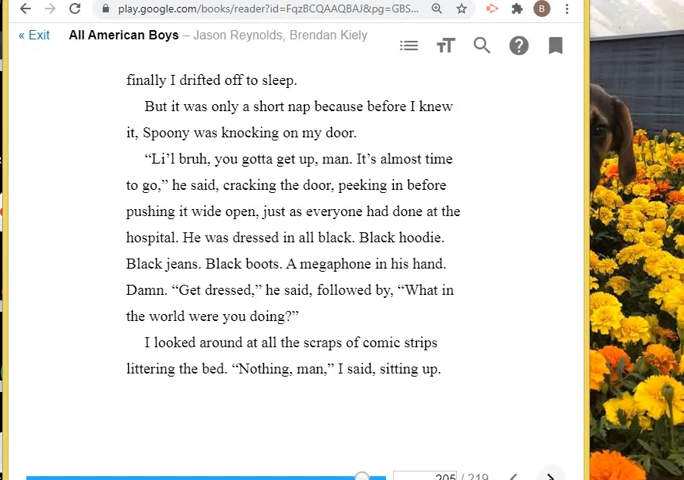 play.google.com/books/reader?id=FqzBCQAAQBAJ&pg=GBS...
B
« Exit All American Boys – Jason Reynolds, Brendan Kiely
finally I drifted off to sleep.
But it was only a short nap because before I knew
it, Spoony was knocking on my door.
“Li’l bruh, you gotta get up, man. It’s almost time
to go,” he said, cracking the door, peeking in before
pushing it wide open, just as everyone had done at the
hospital. He was dressed in all black. Black hoodie.
Black jeans. Black boots. A megaphone in his hand.
Damn. “Get dressed,” he said, followed by, “What in
the world were you doing?”
I looked around at all the scraps of comic strips
littering the bed. “Nothing, man,” I said, sitting up.
205 / 219